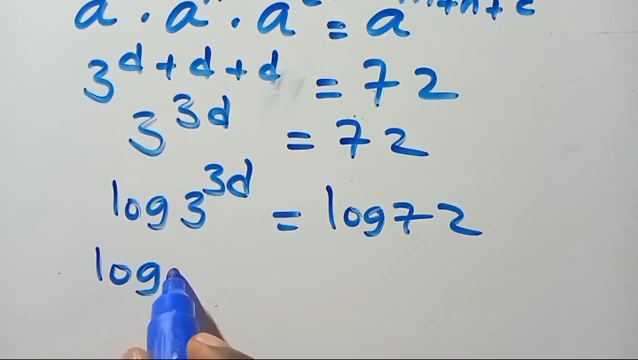 a · a · a = a^m+n+c
3^d+d+d = 72
3^3d = 72
log 3^3d = log 72
log